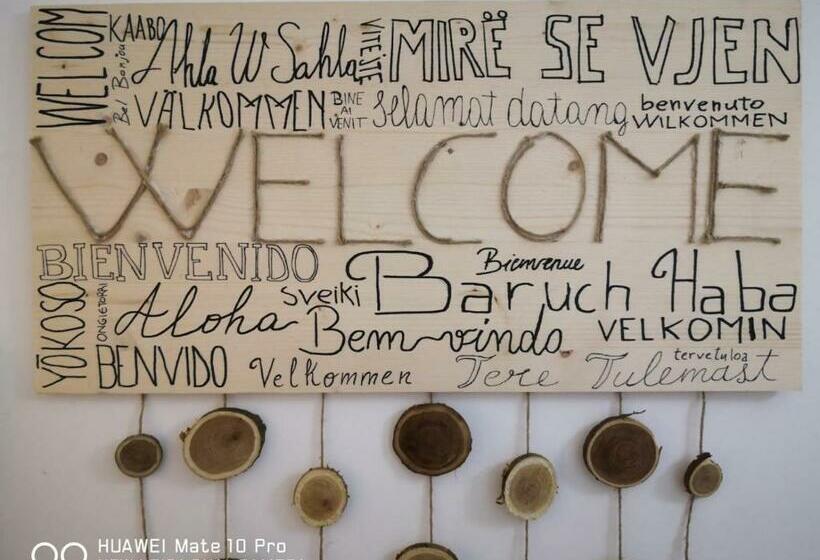 WELCOM
KAABO
Bel Bonjou
Ahla W Sahla
VITEJTE
MIRË SE VJEN
VÄLKOMMEN
BINE
AI
VENIT
Selamat datang
benvenuto
WILKOMMEN
WELCOME
BIENVENIDO
Bienvenue
YŌKOSO
ONGIETORRI
Aloha
Sveiki
Baruch Haba
Bem-vindo
VELKOMIN
BENVIDO
Velkommen
Tere Tulemast
tervetuloa
HUAWEI Mate 10 Pro